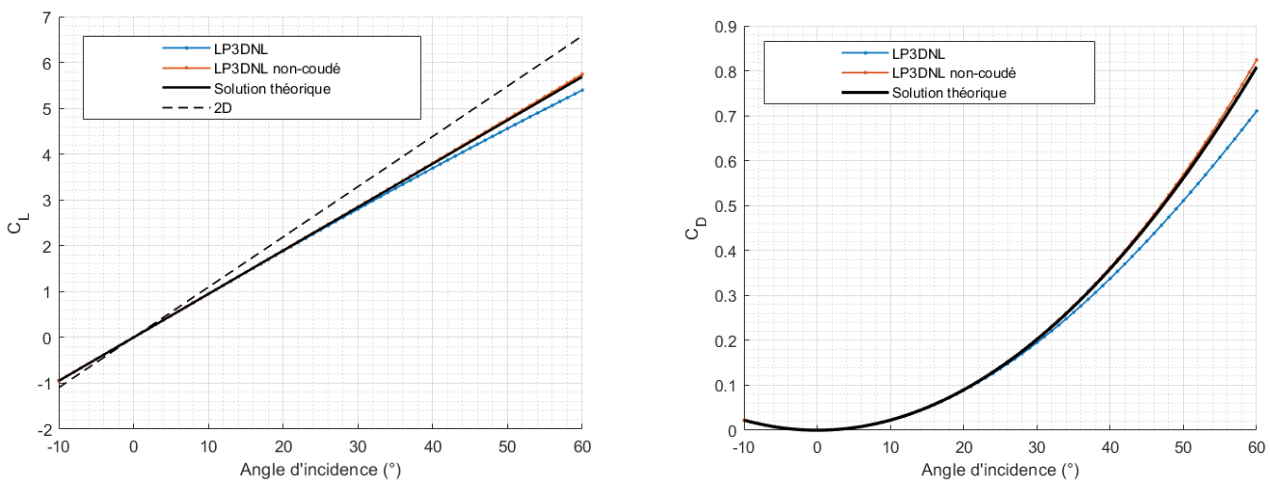 7
6
5
4
3
2
1
0
-1
-2
C_L
LP3DNL
LP3DNL non-coudé
Solution théorique
2D
-10 0 10 20 30 40 50 60
Angle d'incidence (°)
0.9
0.8
0.7
0.6
0.5
0.4
0.3
0.2
0.1
0
C_D
LP3DNL
LP3DNL non-coudé
Solution théorique
-10 0 10 20 30 40 50 60
Angle d'incidence (°)